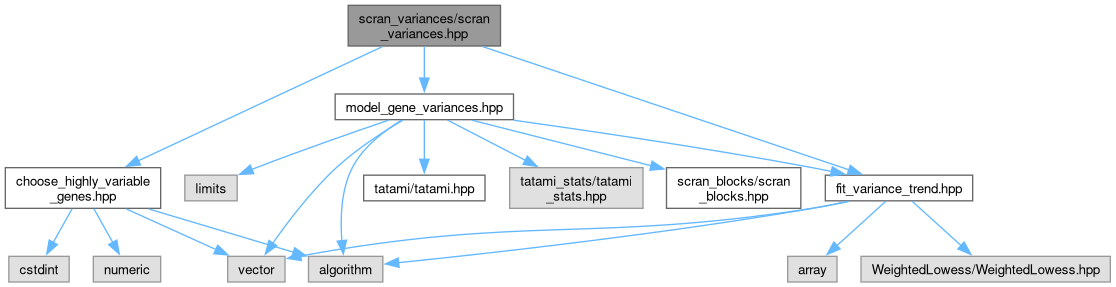 scran_variances/scran
_variances.hpp
model_gene_variances.hpp
choose_highly_variable
_genes.hpp
limits
tatami/tatami.hpp
tatami_stats/tatami
_stats.hpp
scran_blocks/scran
_blocks.hpp
fit_variance_trend.hpp
cstdint
numeric
vector
algorithm
array
WeightedLowess/WeightedLowess.hpp